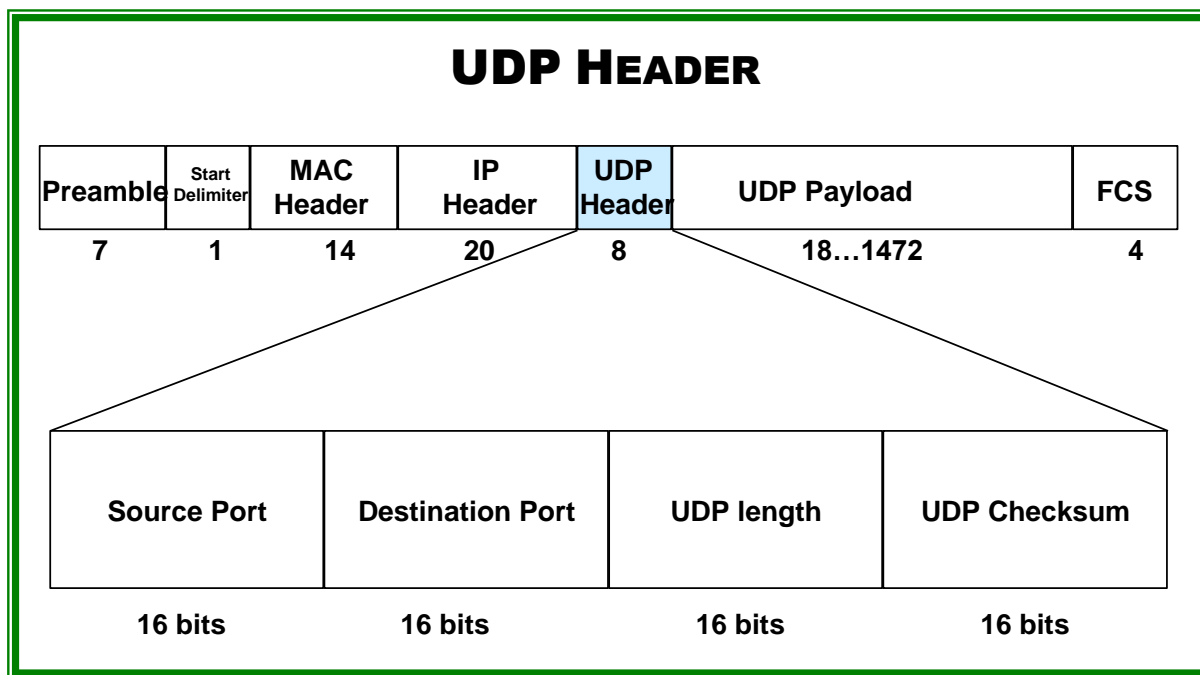 UDP HEADER
Preamble
Start
Delimiter
MAC
Header
IP
Header
UDP
Header
UDP Payload
FCS
7 1 14 20 8 18…1472 4
Source Port Destination Port UDP length UDP Checksum
16 bits 16 bits 16 bits 16 bits